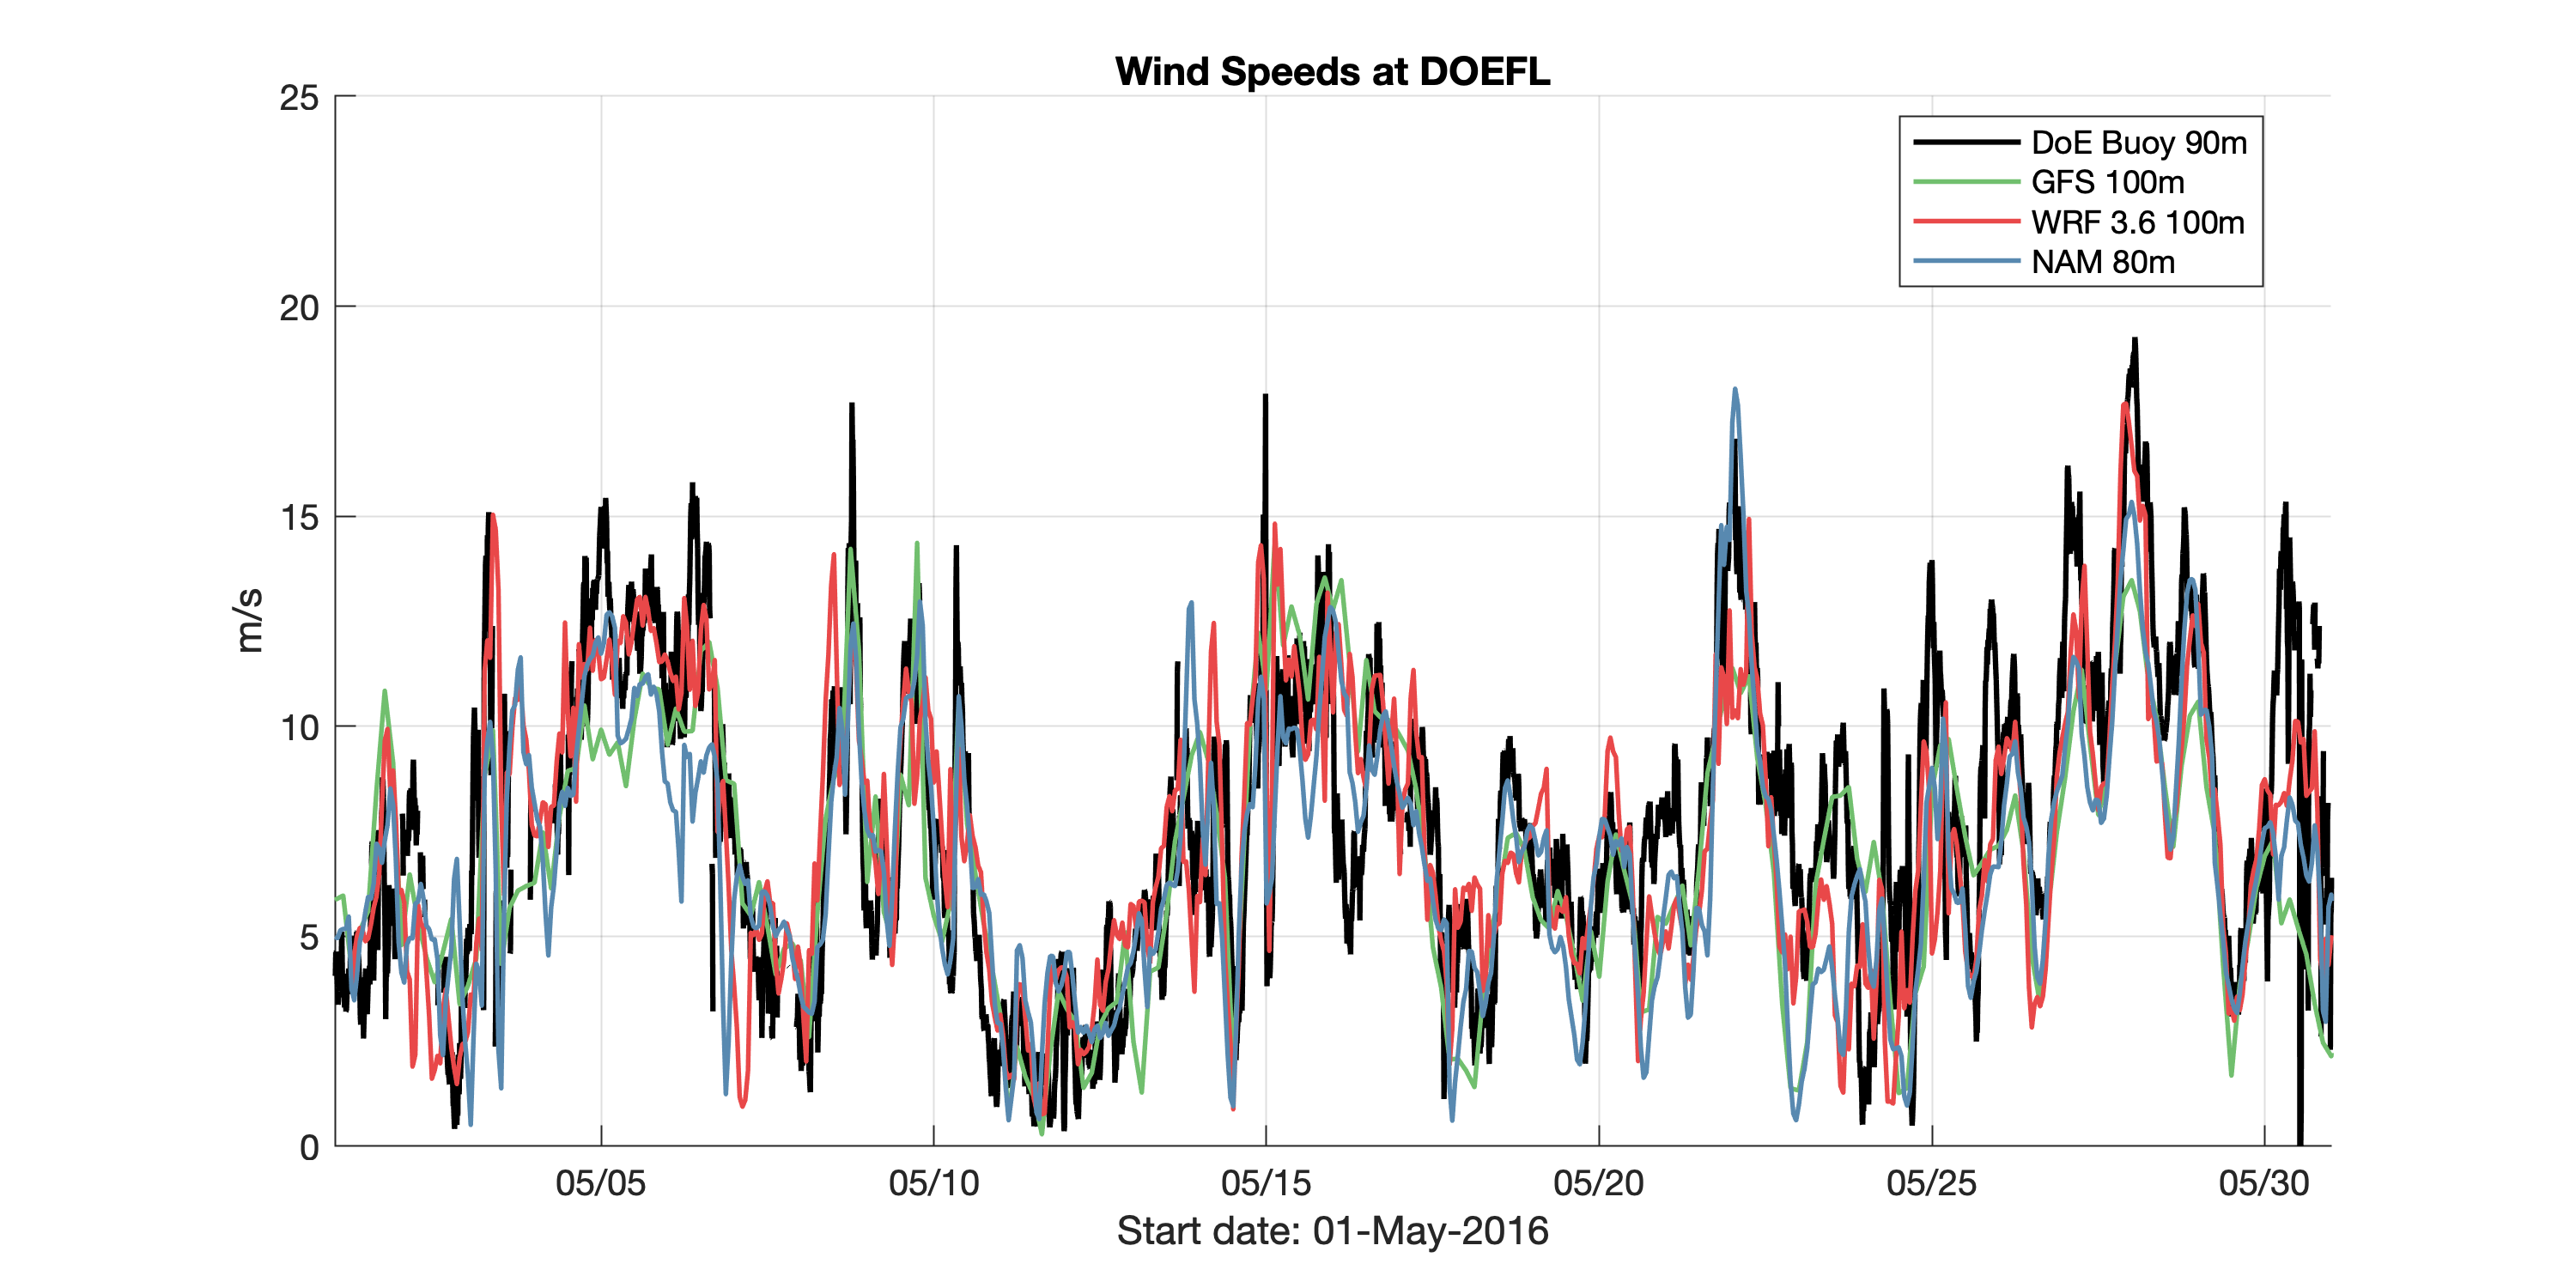 Wind Speeds at DOEFL
25
20
15
10
5
0
m/s
DoE Buoy 90m
GFS 100m
WRF 3.6 100m
NAM 80m
05/05 05/10 05/15 05/20 05/25 05/30
Start date: 01-May-2016